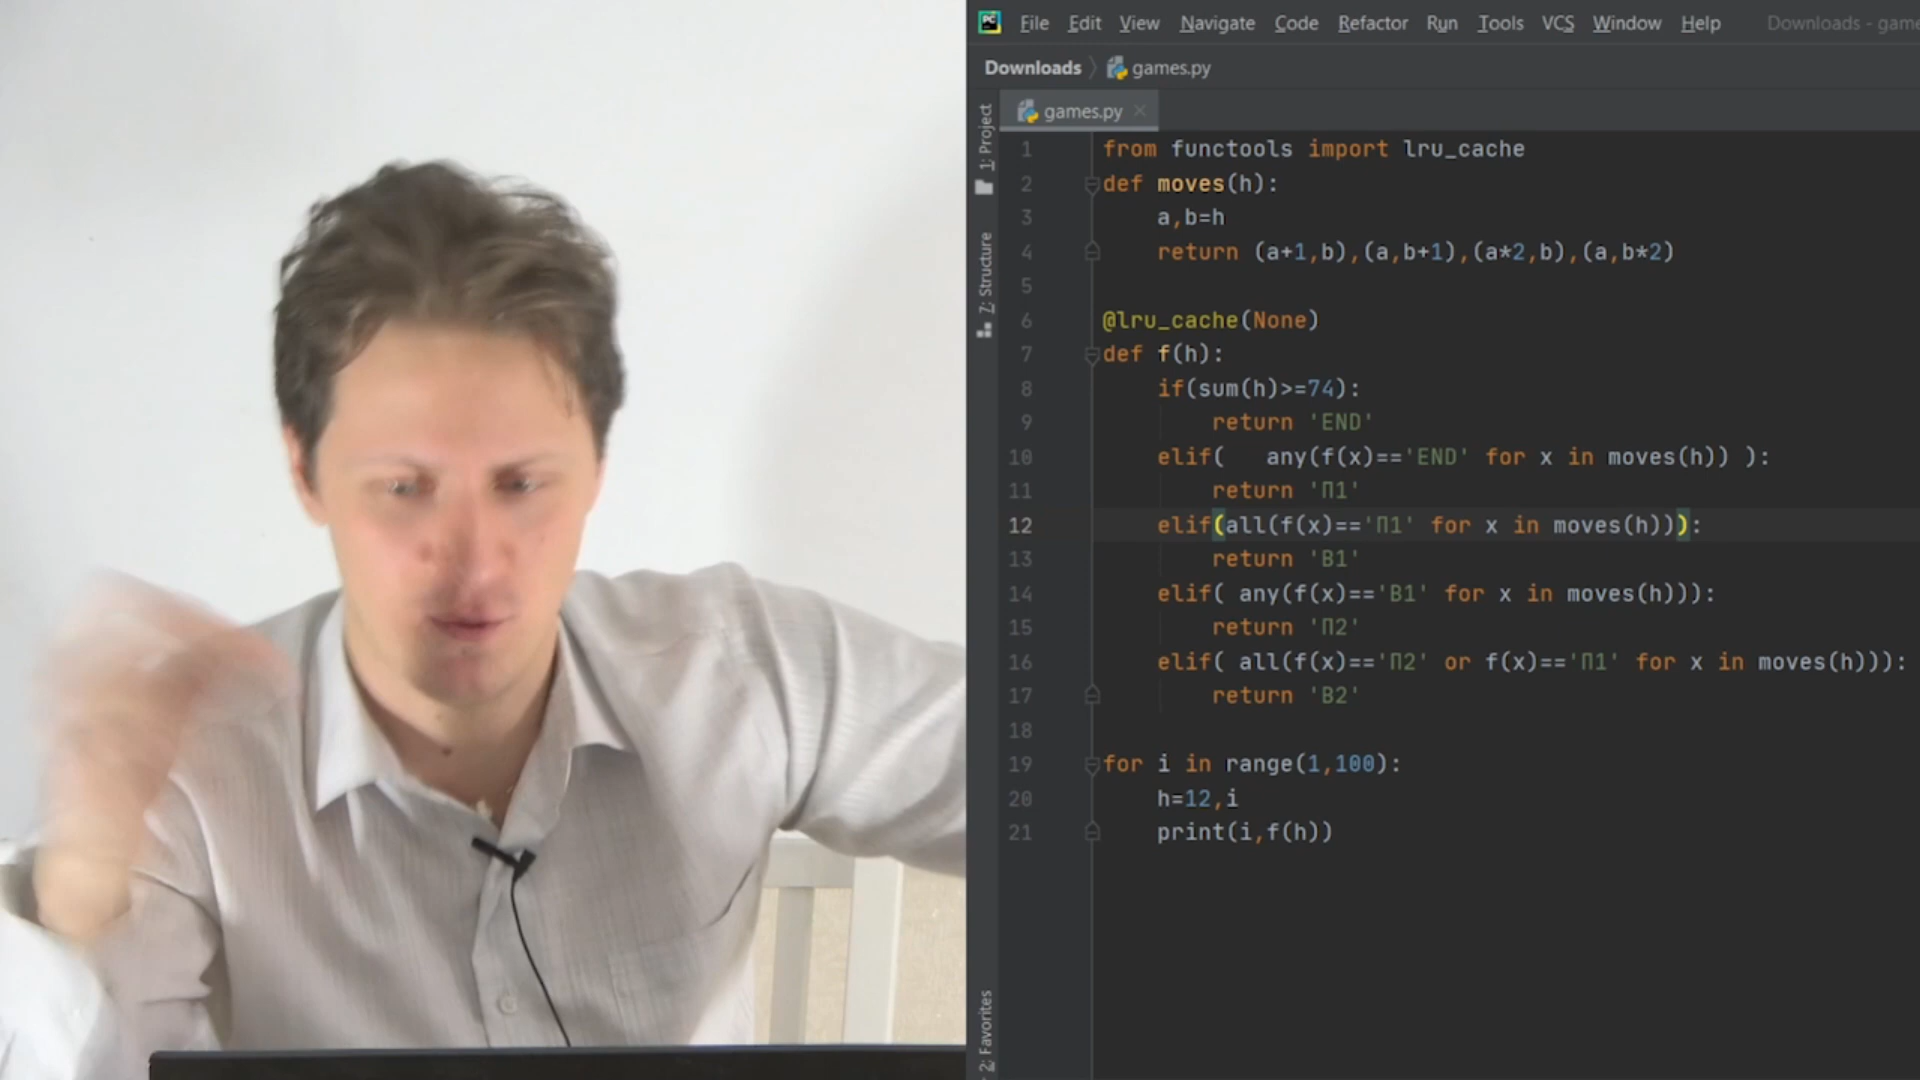 File Edit View Navigate Code Refactor Run Tools VCS Window Help Downloads - game
Downloads games.py
games.py
1: Project
7: Structure
2: Favorites
1 from functools import lru_cache
2 def moves(h):
3 a,b=h
4 return (a+1,b),(a,b+1),(a*2,b),(a,b*2)
5
6 @lru_cache(None)
7 def f(h):
8 if(sum(h)>=74):
9 return 'END'
10 elif( any(f(x)=='END' for x in moves(h)) ):
11 return 'П1'
12 elif(all(f(x)=='П1' for x in moves(h))):
13 return 'В1'
14 elif( any(f(x)=='В1' for x in moves(h))):
15 return 'П2'
16 elif( all(f(x)=='П2' or f(x)=='П1' for x in moves(h))):
17 return 'В2'
18
19 for i in range(1,100):
20 h=12,i
21 print(i,f(h))